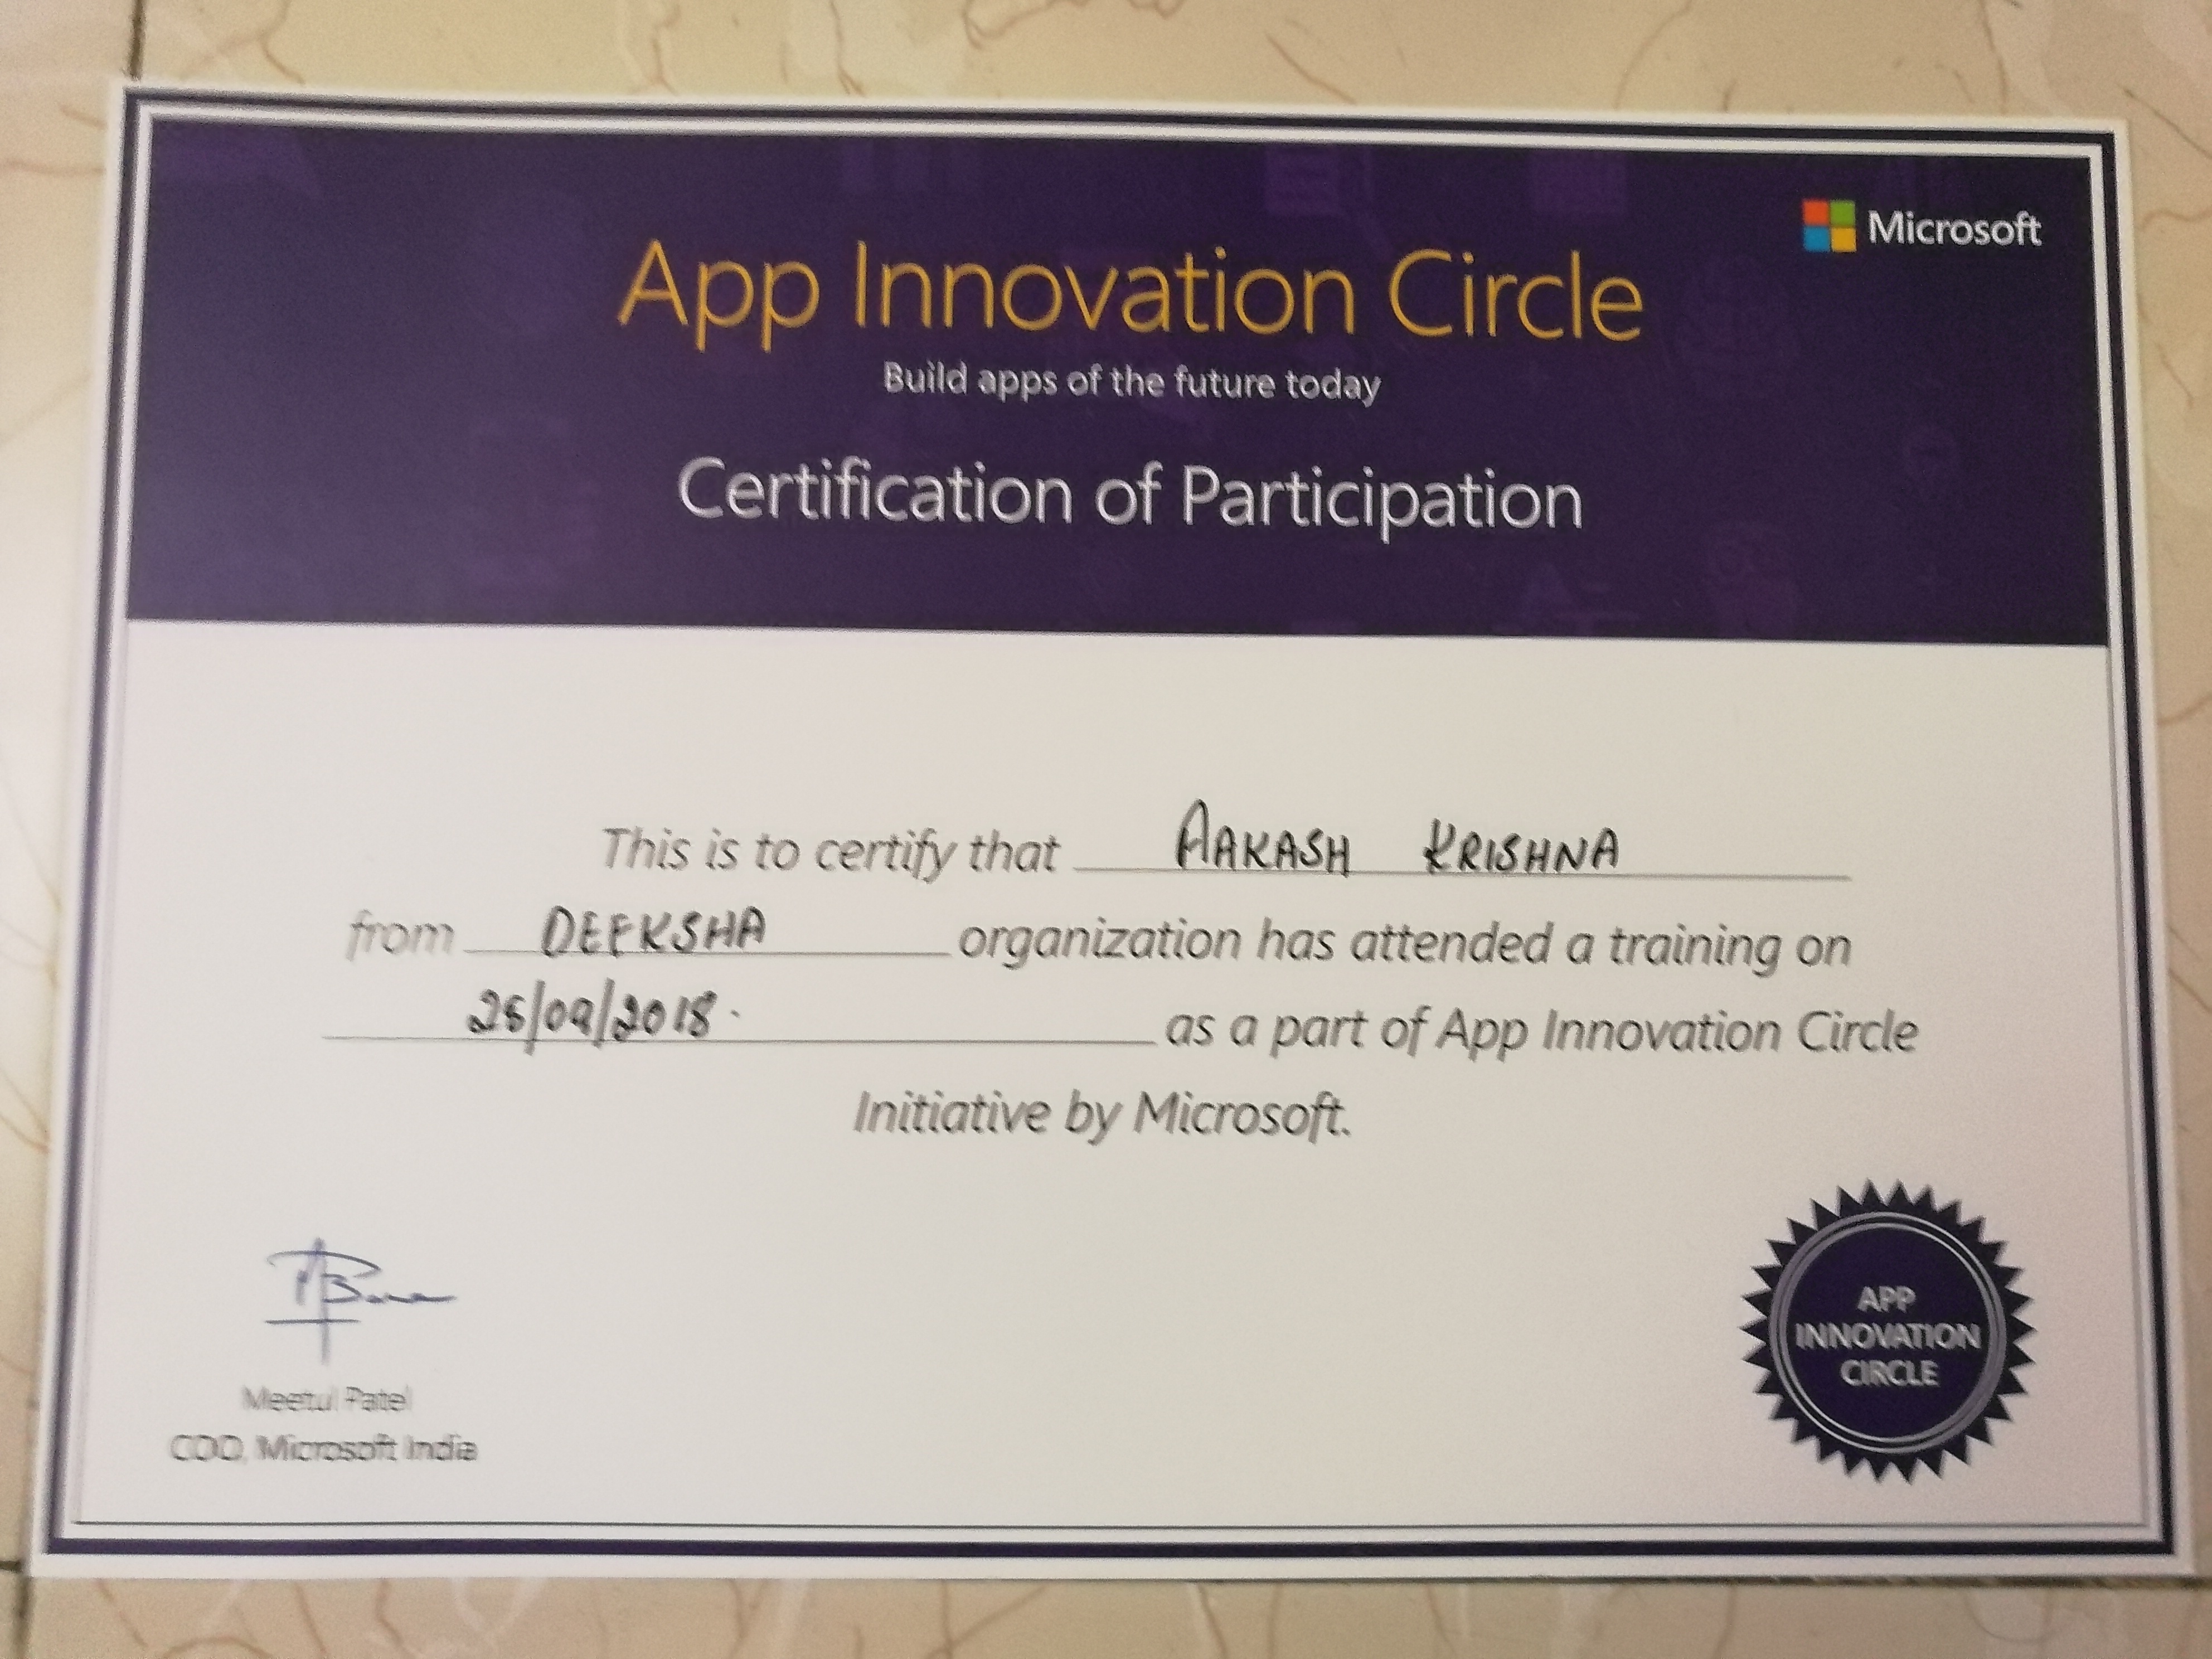 Microsoft
App Innovation Circle
Build apps of the future today
Certification of Participation
This is to certify that AAKASH KRISHNA
from DEEKSHA organization has attended a training on
/09/2018. as a part of App Innovation Circle
Initiative by Microsoft.
Meetul Patel
COO, Microsoft India
APP
INNOVATION
CIRCLE